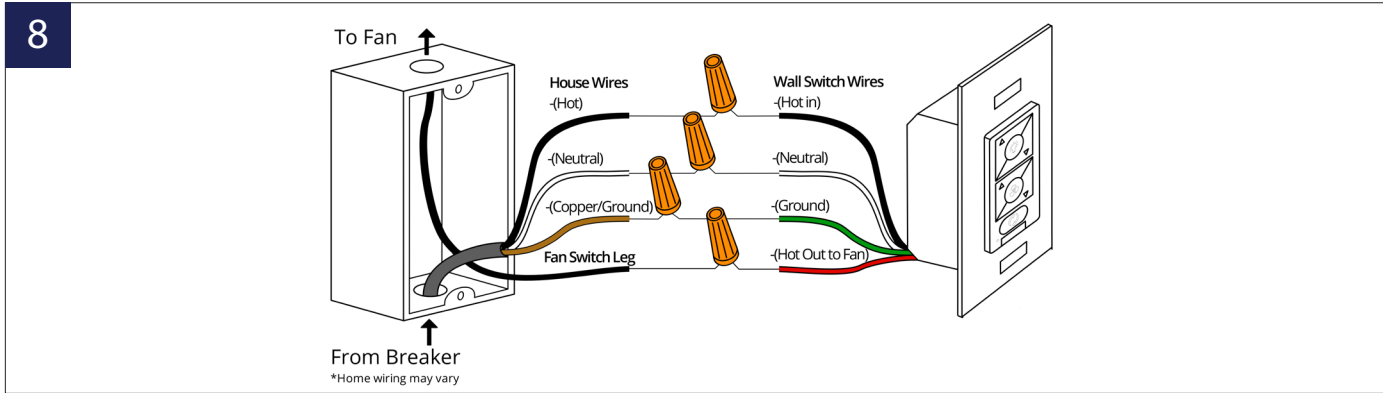 8
To Fan
House Wires
-(Hot)
-(Neutral)
-(Copper/Ground)
Fan Switch Leg
Wall Switch Wires
-(Hot in)
-(Neutral)
-(Ground)
-(Hot Out to Fan)
From Breaker
*Home wiring may vary